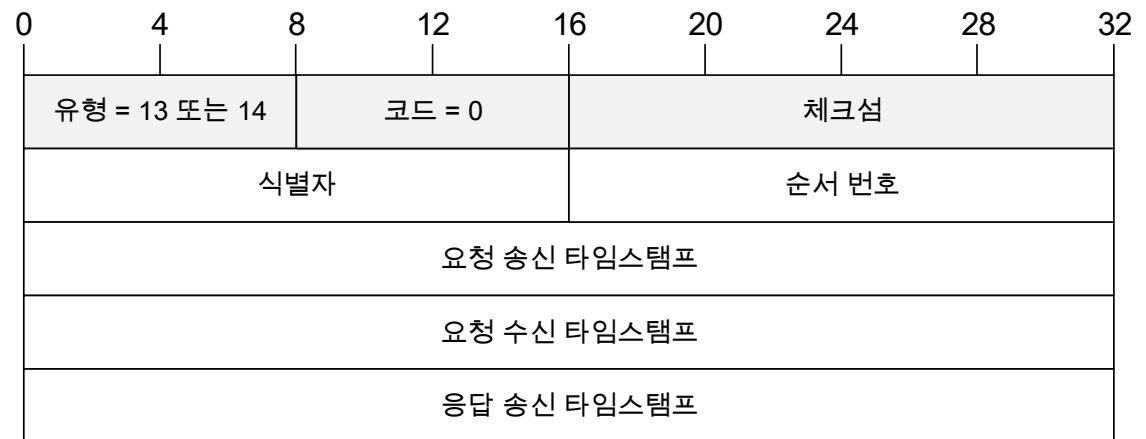 0 4 8 12 16 20 24 28 32
유형 = 13 또는 14 코드 = 0 체크섬
식별자 순서 번호
요청 송신 타임스탬프
요청 수신 타임스탬프
응답 송신 타임스탬프